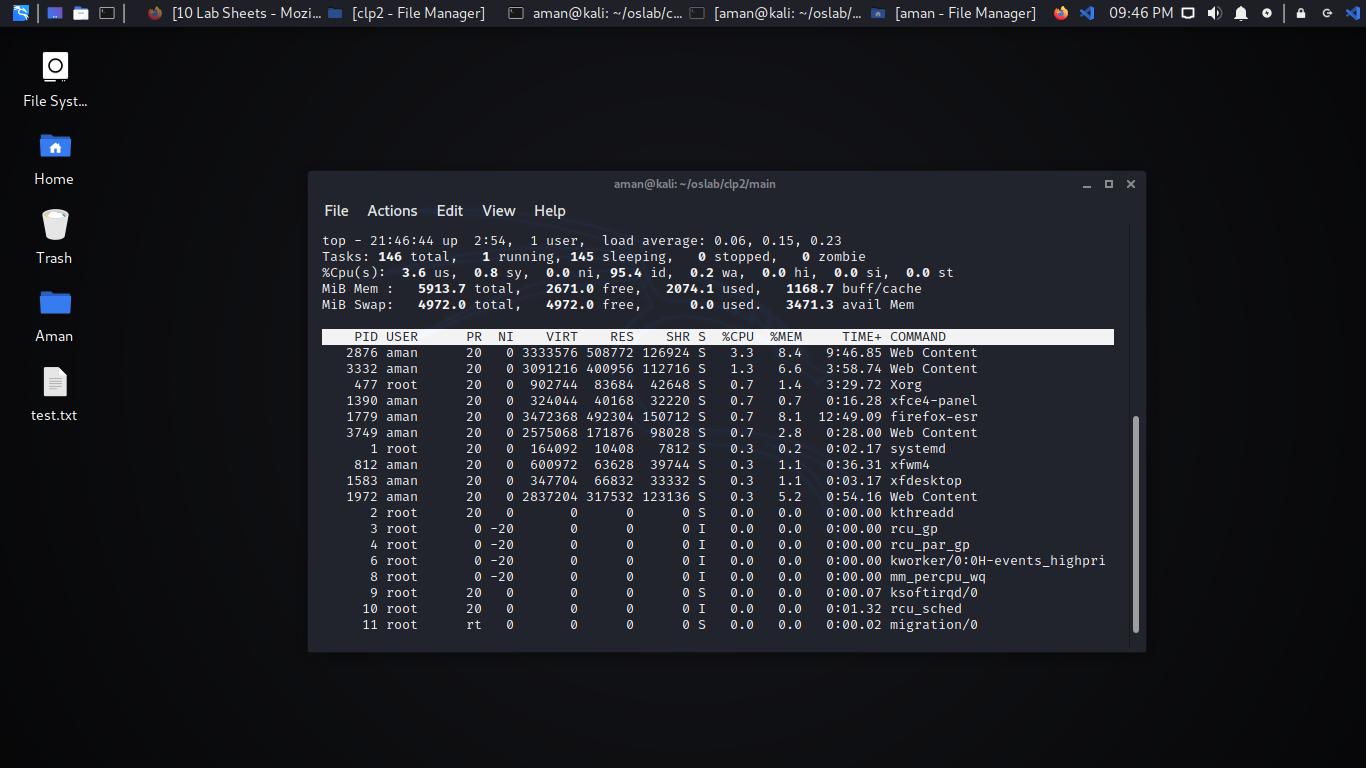 [10 Lab Sheets - Mozi... [clp2 - File Manager] aman@kali: ~/oslab/c... [aman@kali: ~/oslab/... [aman - File Manager] 09:46 PM
File Syst...
Home
Trash
Aman
test.txt
aman@kali: ~/oslab/clp2/main
File Actions Edit View Help
top - 21:46:44 up  2:54,  1 user,  load average: 0.06, 0.15, 0.23
Tasks: 146 total,   1 running, 145 sleeping,   0 stopped,   0 zombie
%Cpu(s):  3.6 us,  0.8 sy,  0.0 ni, 95.4 id,  0.2 wa,  0.0 hi,  0.0 si,  0.0 st
MiB Mem :   5913.7 total,   2671.0 free,   2074.1 used,   1168.7 buff/cache
MiB Swap:   4972.0 total,   4972.0 free,      0.0 used.   3471.3 avail Mem
PID USER      PR  NI    VIRT    RES    SHR S  %CPU  %MEM     TIME+ COMMAND
2876 aman      20   0 3333576 508772 126924 S   3.3   8.4   9:46.85 Web Content
3332 aman      20   0 3091216 400956 112716 S   1.3   6.6   3:58.74 Web Content
477 root      20   0  902744  83684  42648 S   0.7   1.4   3:29.72 Xorg
1390 aman      20   0  324044  40168  32220 S   0.7   0.7   0:16.28 xfce4-panel
1779 aman      20   0 3472368 492304 150712 S   0.7   8.1  12:49.09 firefox-esr
3749 aman      20   0 2575068 171876  98028 S   0.7   2.8   0:28.00 Web Content
1 root      20   0  164092  10408   7812 S   0.3   0.2   0:02.17 systemd
812 aman      20   0  600972  63628  39744 S   0.3   1.1   0:36.31 xfwm4
1583 aman      20   0  347704  66832  33332 S   0.3   1.1   0:03.17 xfdesktop
1972 aman      20   0 2837204 317532 123136 S   0.3   5.2   0:54.16 Web Content
2 root      20   0       0      0      0 S   0.0   0.0   0:00.00 kthreadd
3 root       0 -20       0      0      0 I   0.0   0.0   0:00.00 rcu_gp
4 root       0 -20       0      0      0 I   0.0   0.0   0:00.00 rcu_par_gp
6 root       0 -20       0      0      0 I   0.0   0.0   0:00.00 kworker/0:0H-events_highpri
8 root       0 -20       0      0      0 I   0.0   0.0   0:00.00 mm_percpu_wq
9 root      20   0       0      0      0 S   0.0   0.0   0:00.07 ksoftirqd/0
10 root      20   0       0      0      0 I   0.0   0.0   0:01.32 rcu_sched
11 root      rt   0       0      0      0 S   0.0   0.0   0:00.02 migration/0